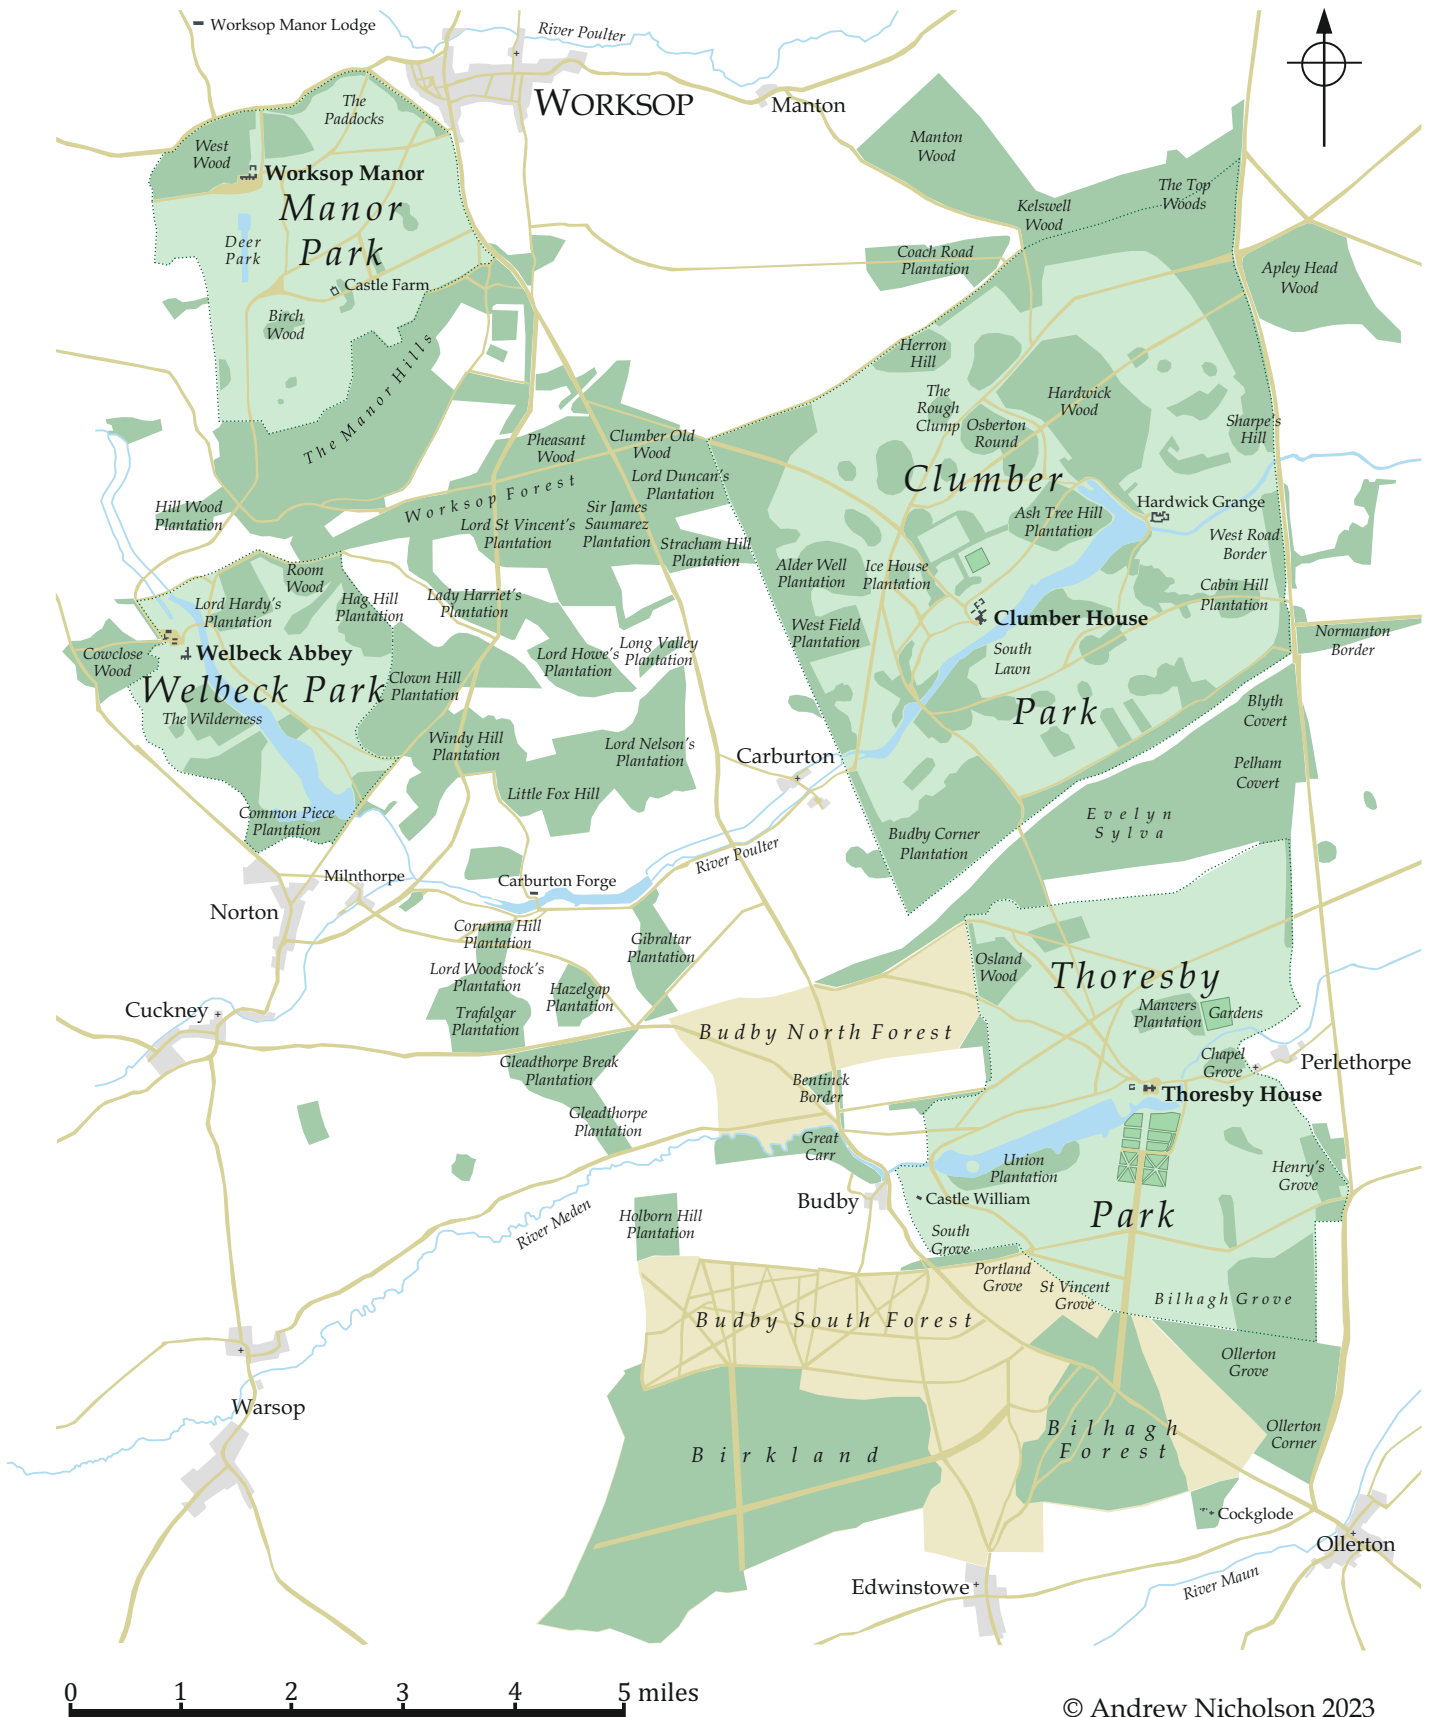 Worksop Manor Lodge
River Poulter
WORKSOP
Manton
The
Paddocks
West
Wood
Worksop Manor
Manor
Park
Deer
Park
Castle Farm
Birch
Wood
The Manor Hills
Manton
Wood
The Top
Woods
Kelswell
Wood
Coach Road
Plantation
Apley Head
Wood
Herron
Hill
The
Rough
Clump
Osberton
Round
Hardwick
Wood
Sharpe's
Hill
Clumber
Hardwick Grange
Ash Tree Hill
Plantation
West Road
Border
Cabin Hill
Plantation
Alder Well
Plantation
Ice House
Plantation
Clumber House
West Field
Plantation
South
Lawn
Normanton
Border
Park
Blyth
Covert
Pelham
Covert
Evelyn
Sylva
Budby Corner
Plantation
Pheasant
Wood
Clumber Old
Wood
Lord Duncan's
Plantation
Worksop Forest
Sir James
Saumarez
Plantation
Lord St Vincent's
Plantation
Stracham Hill
Plantation
Hill Wood
Plantation
Room
Wood
Lord Hardy's
Plantation
Hag Hill
Plantation
Lady Harriet's
Plantation
Cowclose
Wood
Welbeck Abbey
Welbeck Park
The Wilderness
Clown Hill
Plantation
Lord Howe's
Plantation
Long Valley
Plantation
Windy Hill
Plantation
Lord Nelson's
Plantation
Little Fox Hill
Common Piece
Plantation
Carburton
River Poulter
Milnthorpe
Carburton Forge
Norton
Corunna Hill
Plantation
Gibraltar
Plantation
Lord Woodstock's
Plantation
Hazelgap
Plantation
Trafalgar
Plantation
Cuckney
Gleadthorpe Break
Plantation
Gleadthorpe
Plantation
Budby North Forest
Bentinck
Border
Great
Carr
Osland
Wood
Thoresby
Manvers
Plantation
Gardens
Chapel
Grove
Perlethorpe
Thoresby House
Union
Plantation
Henry's
Grove
Castle William
Budby
Park
River Meden
Holborn Hill
Plantation
South
Grove
Portland
Grove
St Vincent
Grove
Bilhagh Grove
Budby South Forest
Ollerton
Grove
Warsop
Birkland
Bilhagh
Forest
Ollerton
Corner
Cockglode
Ollerton
Edwinstowe
River Maun
0 1 2 3 4 5 miles
© Andrew Nicholson 2023